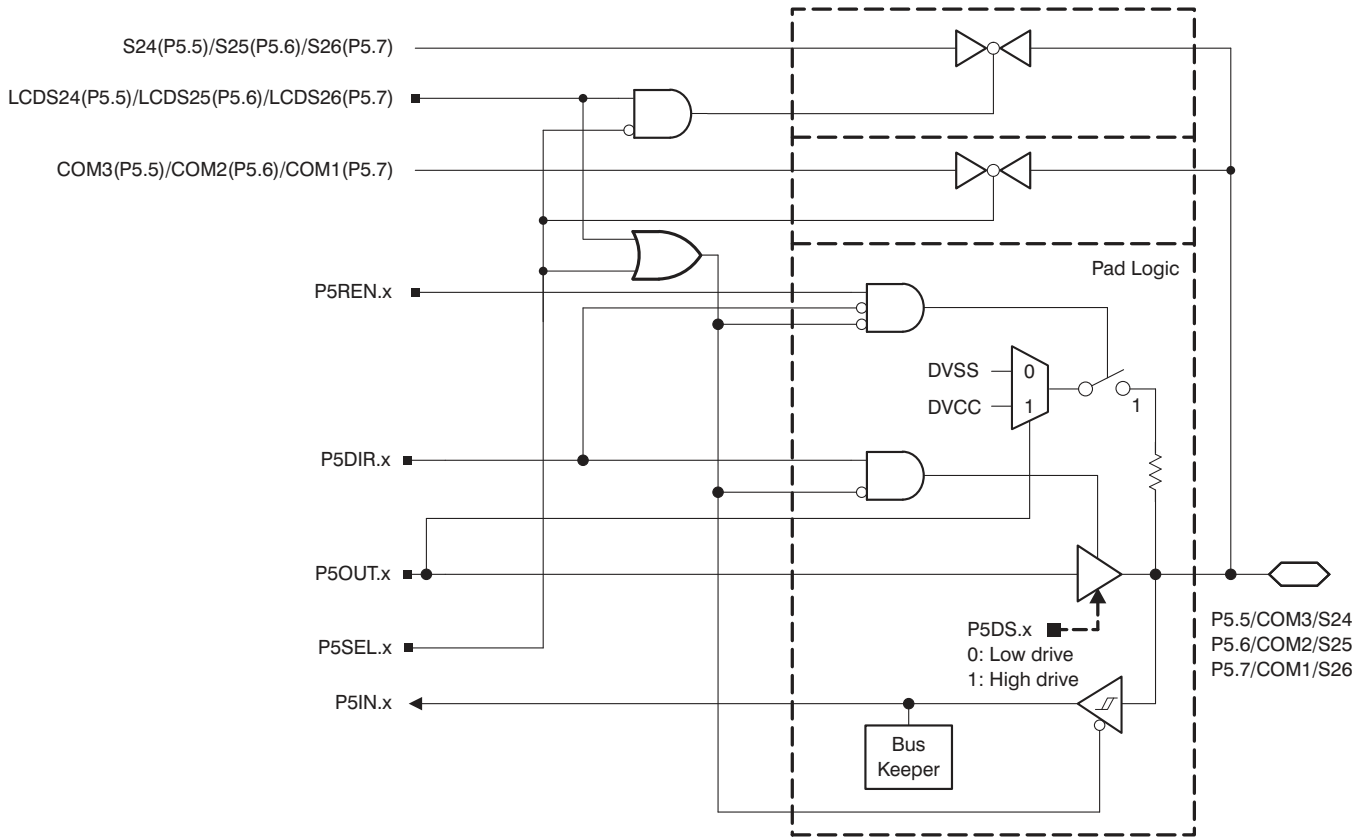 S24(P5.5)/S25(P5.6)/S26(P5.7)
LCDS24(P5.5)/LCDS25(P5.6)/LCDS26(P5.7)
COM3(P5.5)/COM2(P5.6)/COM1(P5.7)
Pad Logic
P5REN.x
DVSS
0
DVCC
1
1
P5DIR.x
P5OUT.x
P5DS.x
0: Low drive
1: High drive
P5.5/COM3/S24
P5.6/COM2/S25
P5.7/COM1/S26
P5SEL.x
P5IN.x
Bus
Keeper